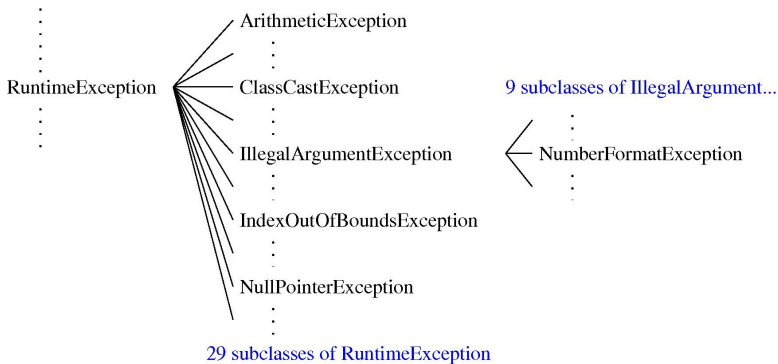 ArithmeticException
RuntimeException
ClassCastException
9 subclasses of IllegalArgument...
IllegalArgumentException
NumberFormatException
IndexOutOfBoundsException
NullPointerException
29 subclasses of RuntimeException